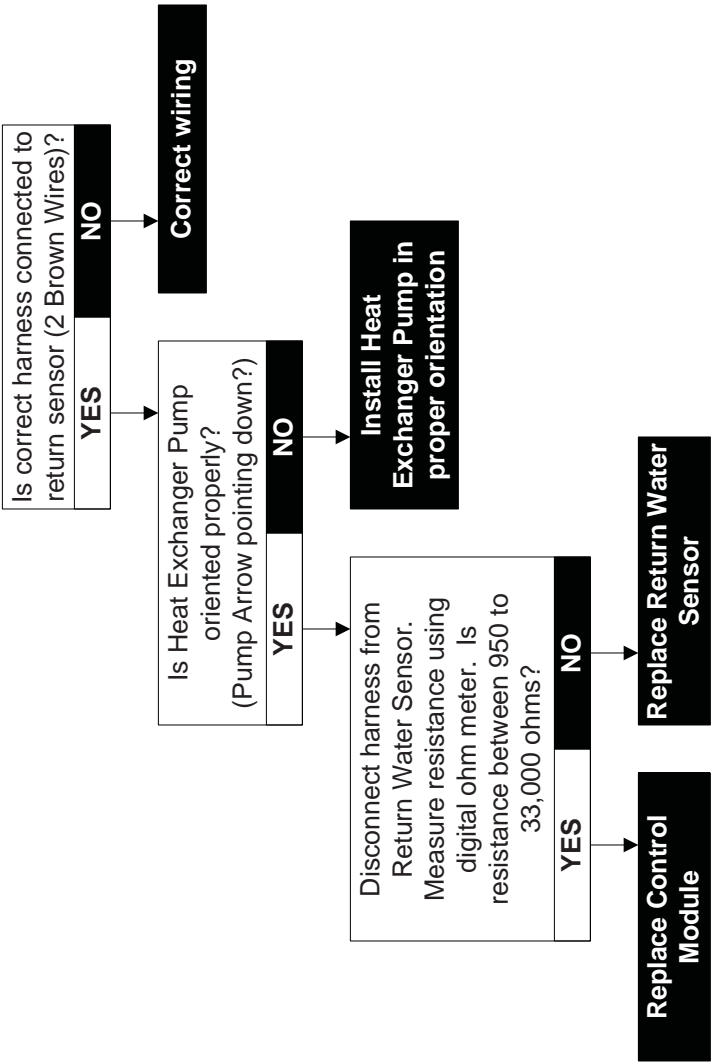 Is correct harness connected to
return sensor (2 Brown Wires)?
YES
NO
Correct wiring
Is Heat Exchanger Pump
oriented properly?
(Pump Arrow pointing down?)
YES
NO
Install Heat
Exchanger Pump in
proper orientation
Disconnect harness from
Return Water Sensor.
Measure resistance using
digital ohm meter.  Is
resistance between 950 to
33,000 ohms?
YES
NO
Replace Control
Module
Replace Return Water
Sensor